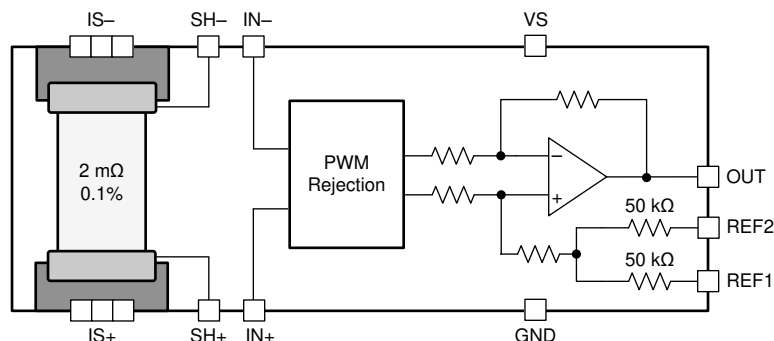 IS–
SH–
IN–
VS
2 mΩ
0.1%
PWM
Rejection
–
+
OUT
50 kΩ
REF2
50 kΩ
REF1
IS+
SH+
IN+
GND